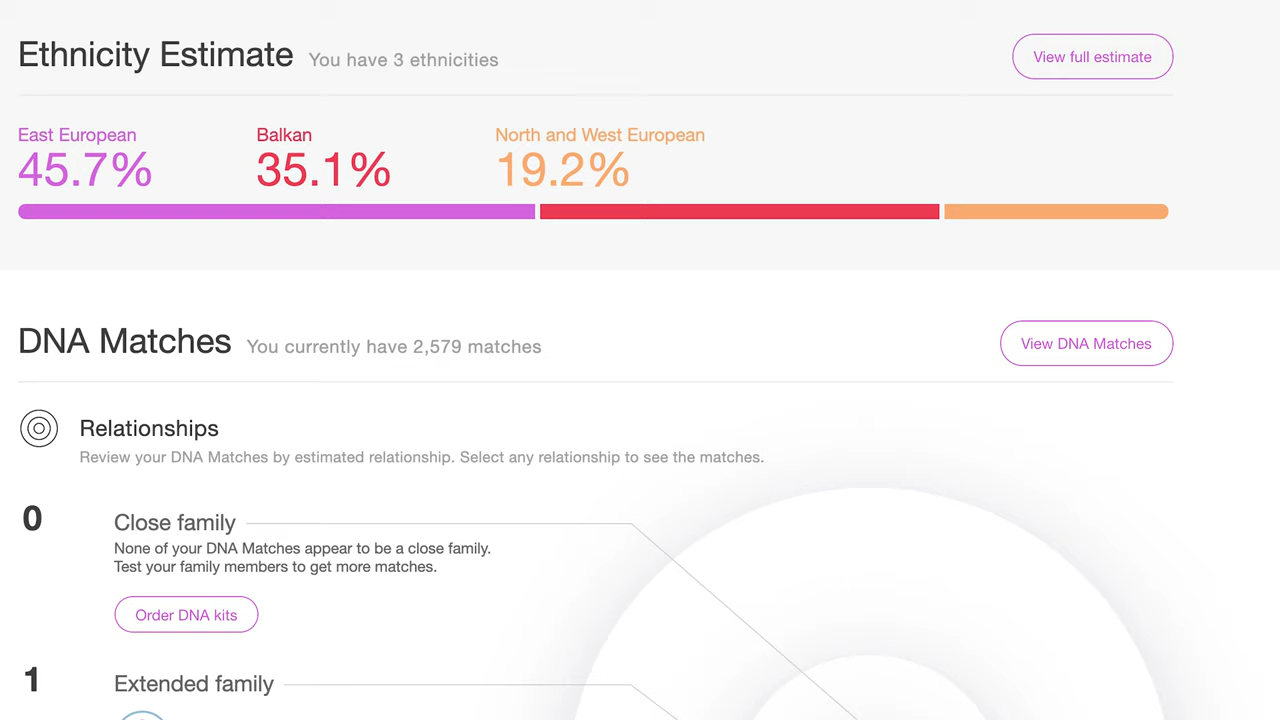 Ethnicity Estimate You have 3 ethnicities View full estimate
East European Balkan North and West European
45.7% 35.1% 19.2%
DNA Matches You currently have 2,579 matches View DNA Matches
Relationships
Review your DNA Matches by estimated relationship. Select any relationship to see the matches.
0 Close family
None of your DNA Matches appear to be a close family.
Test your family members to get more matches.
Order DNA kits
1 Extended family